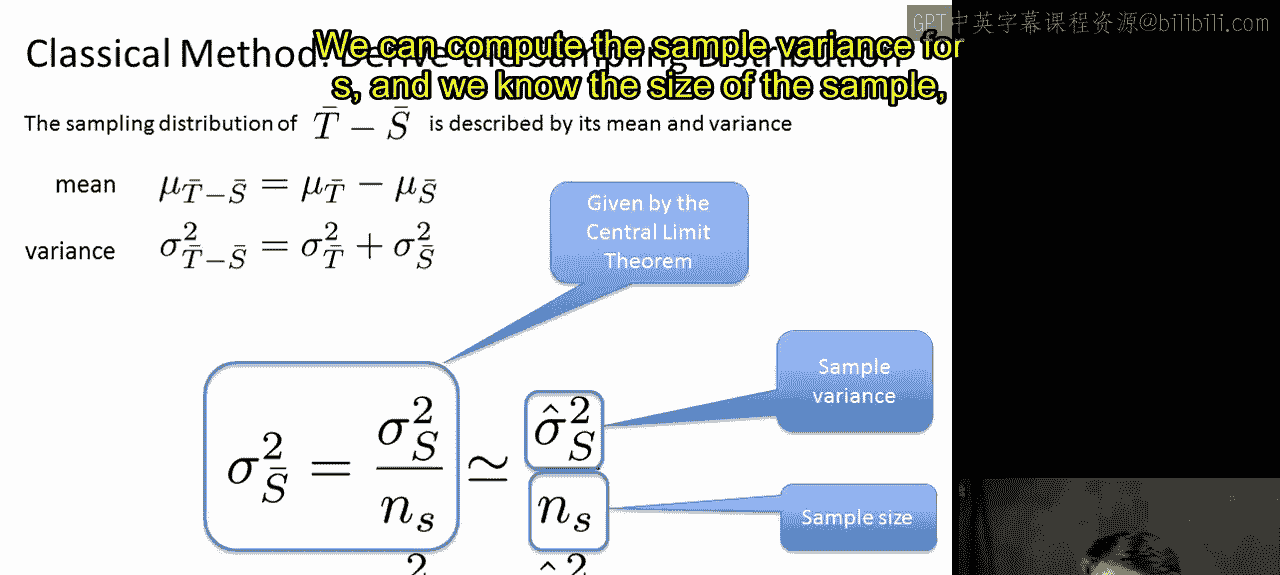 GPT中英字幕课程资源@bilibili.com
We can compute the sample variance for
s, and we know the size of the sample,
Classical Method: Derive the Sampling Distribution
The sampling distribution of T̄ − S̄ is described by its mean and variance
mean μ_{T̄−S̄} = μ_{T̄} − μ_{S̄}
variance σ²_{T̄−S̄} = σ²_{T̄} + σ²_{S̄}
Given by the
Central Limit
Theorem
σ²_{S̄} = σ²_S / n_s ≃ σ̂²_S / n_s
Sample
variance
Sample size